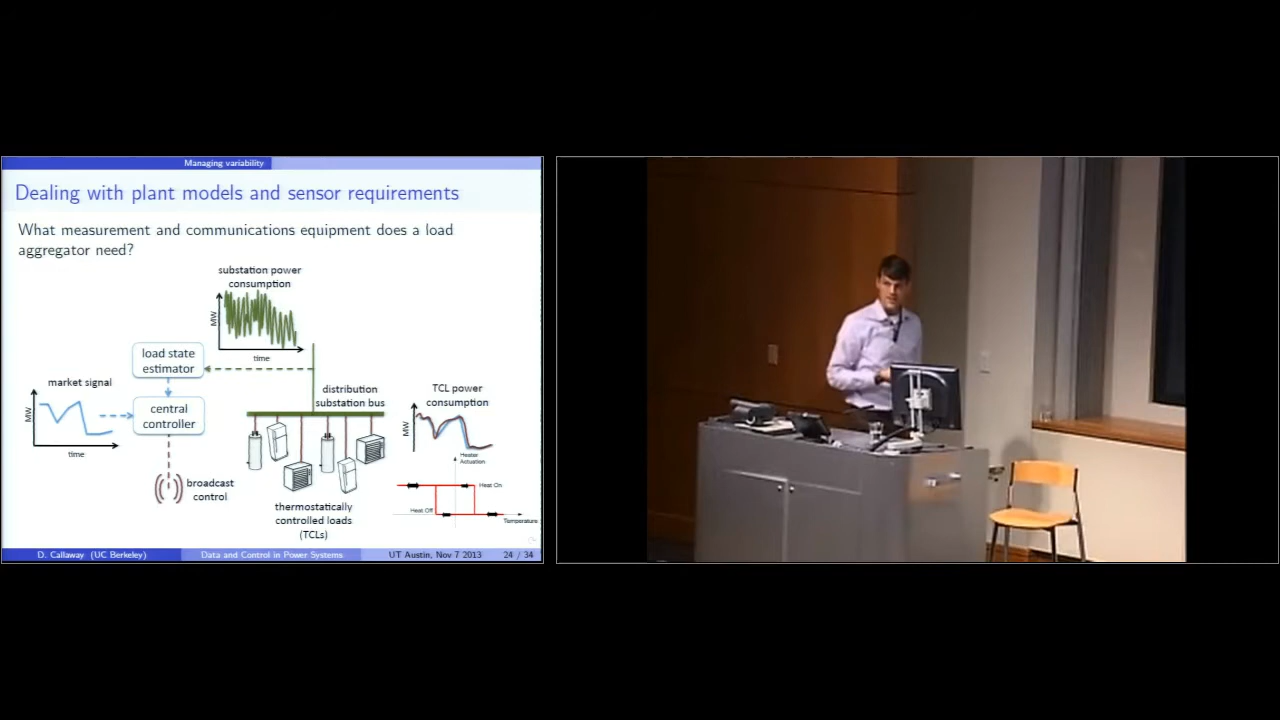 Managing variability
Dealing with plant models and sensor requirements
What measurement and communications equipment does a load
aggregator need?
substation power
consumption
MW
time
load state
estimator
market signal
MW
time
central
controller
broadcast
control
distribution
substation bus
thermostatically
controlled loads
(TCLs)
TCL power
consumption
MW
Heater
Actuation
Heat On
Heat Off
Temperature
D. Callaway (UC Berkeley)
Data and Control in Power Systems
UT Austin, Nov 7 2013
24 / 34